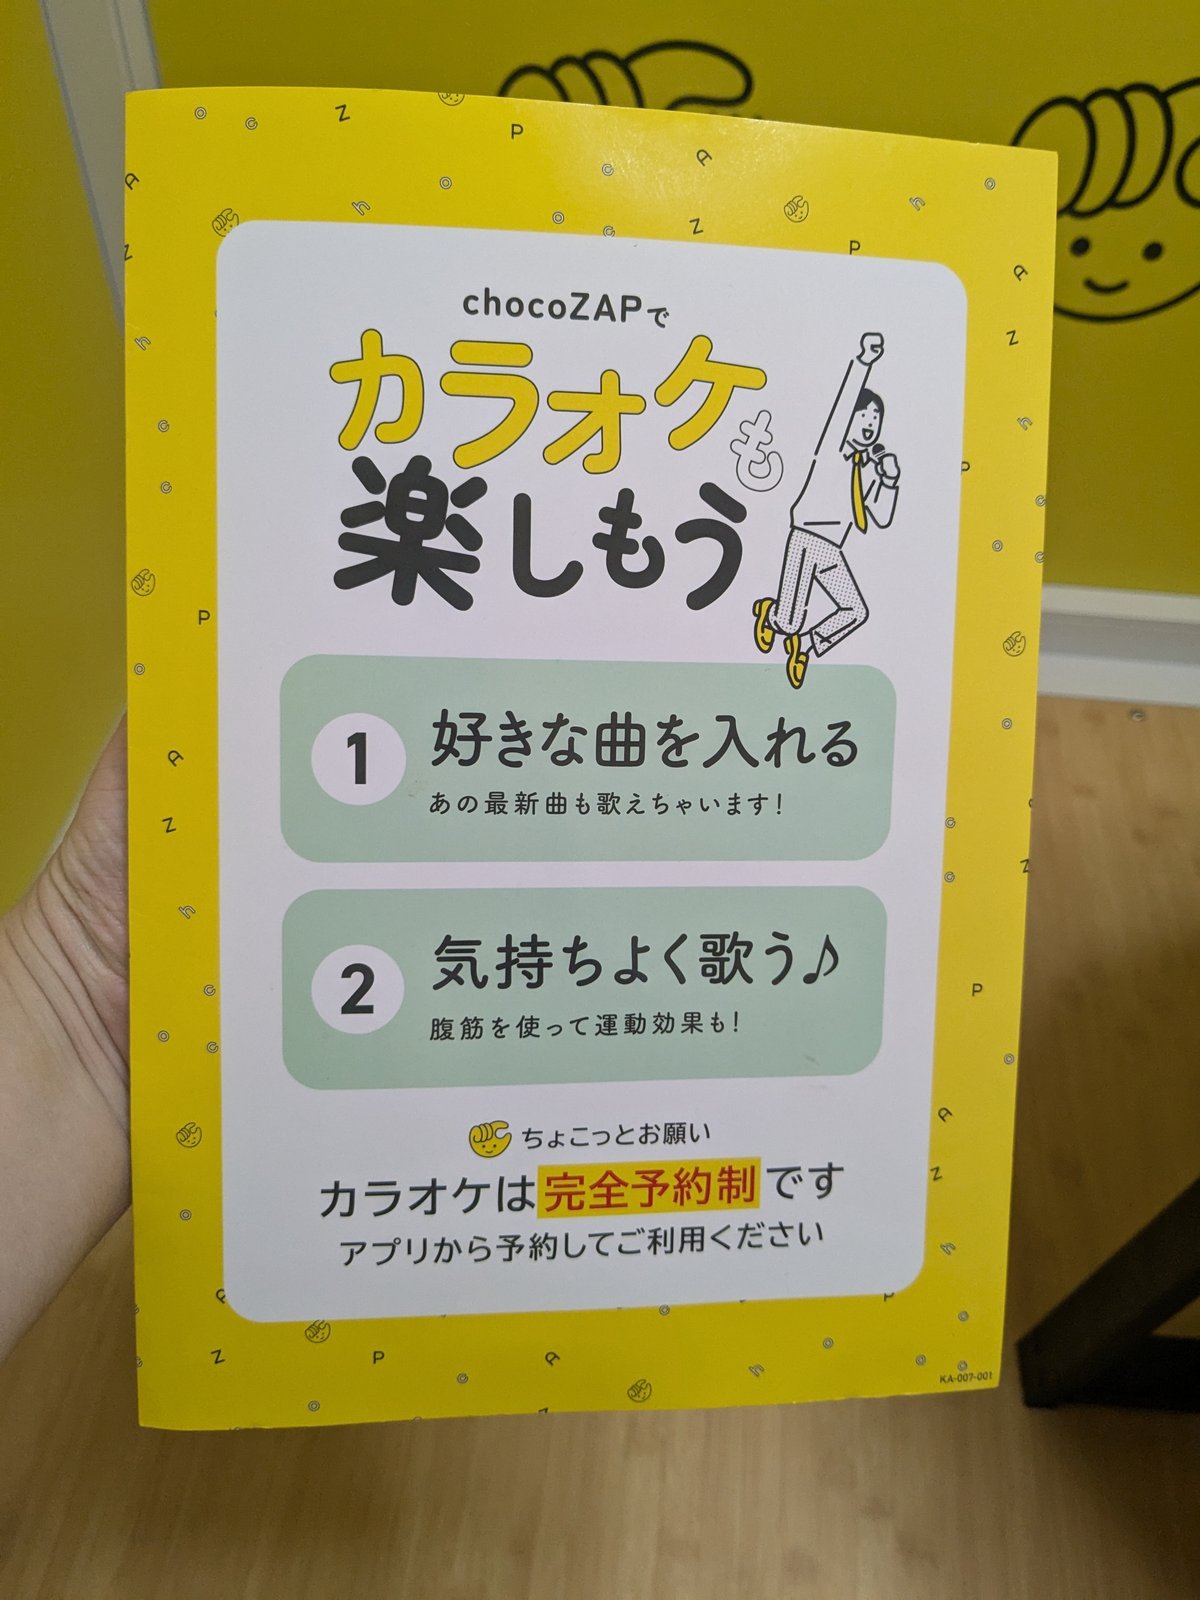 chocoZAPで
カラオケも
楽しもう
1
好きな曲を入れる
あの最新曲も歌えちゃいます!
2
気持ちよく歌う♪
腹筋を使って運動効果も!
ちょこっとお願い
カラオケは完全予約制です
アプリから予約してご利用ください
KA-007-001